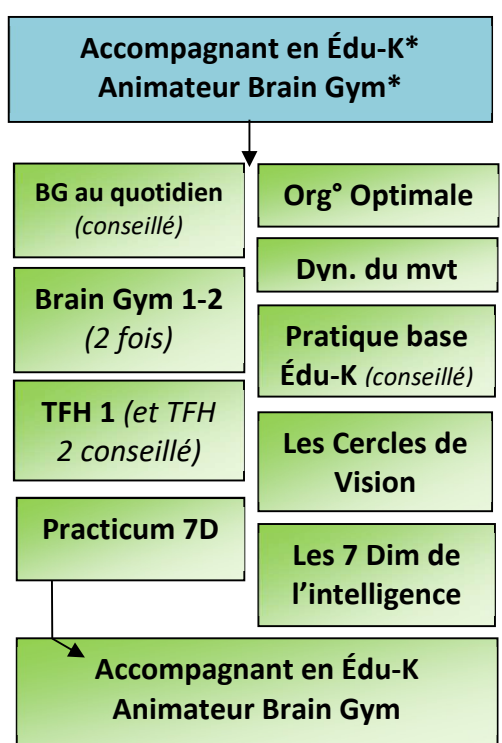 Accompagnant en Édu-K*
Animateur Brain Gym*
BG au quotidien
(conseillé)
Brain Gym 1-2
(2 fois)
TFH 1 (et TFH
2 conseillé)
Practicum 7D
Org° Optimale
Dyn. du mvt
Pratique base
Édu-K (conseillé)
Les Cercles de
Vision
Les 7 Dim de
l'intelligence
Accompagnant en Édu-K
Animateur Brain Gym